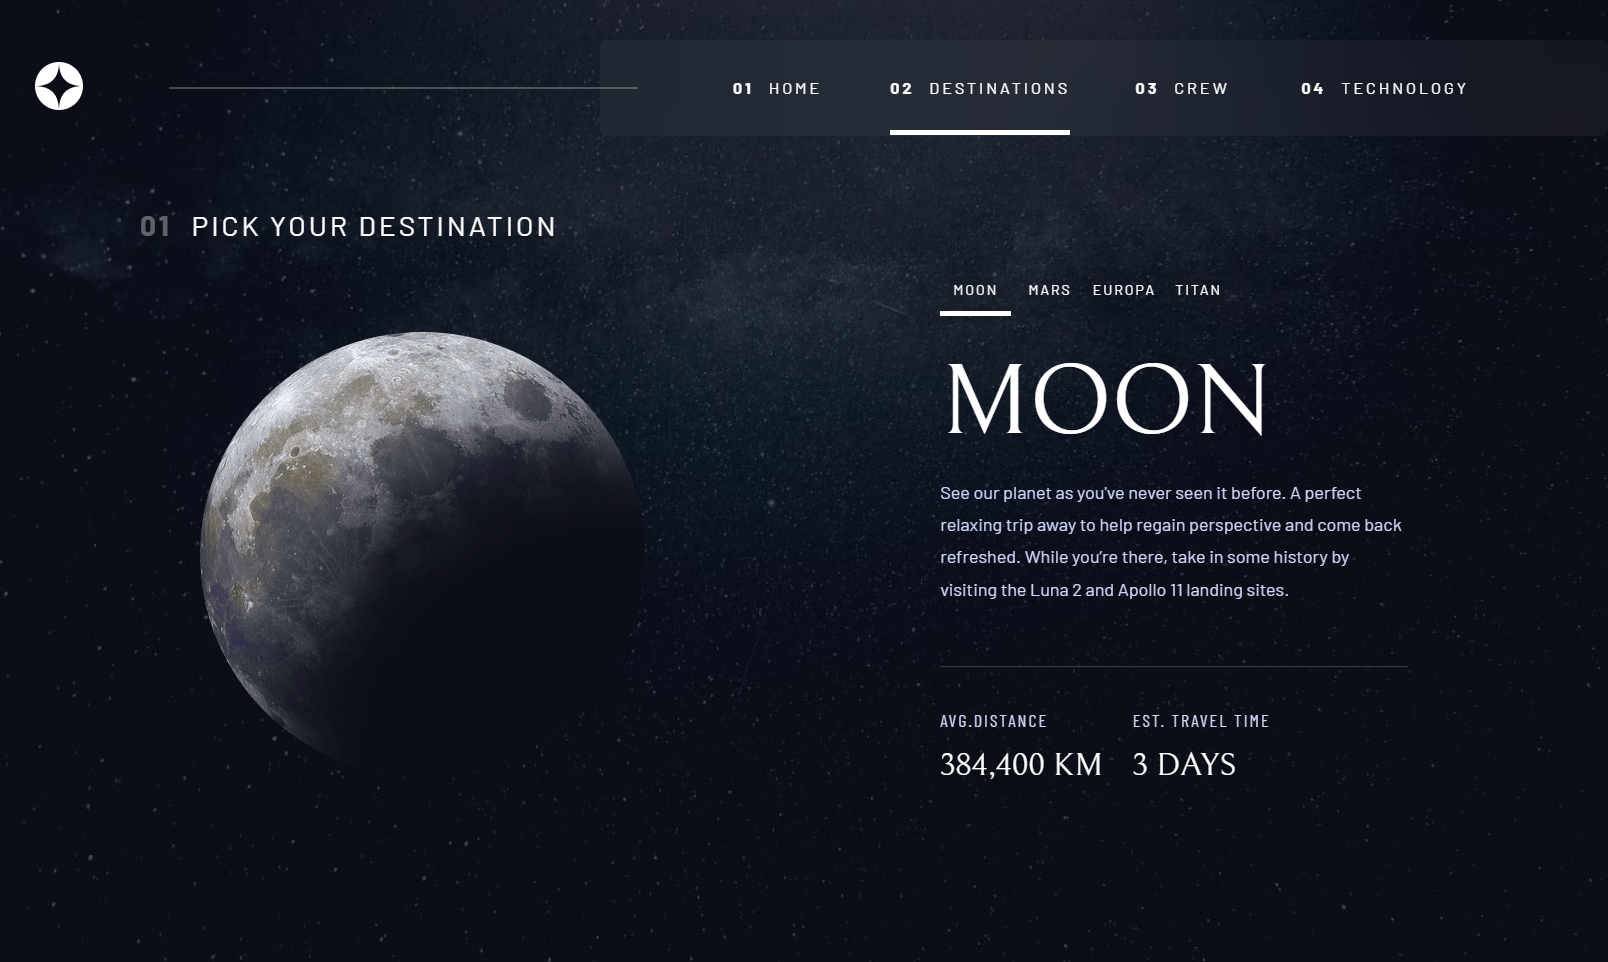 01 HOME 02 DESTINATIONS 03 CREW 04 TECHNOLOGY
01 PICK YOUR DESTINATION
MOON MARS EUROPA TITAN
MOON
See our planet as you've never seen it before. A perfect
relaxing trip away to help regain perspective and come back
refreshed. While you’re there, take in some history by
visiting the Luna 2 and Apollo 11 landing sites.
AVG.DISTANCE EST. TRAVEL TIME
384,400 KM 3 DAYS